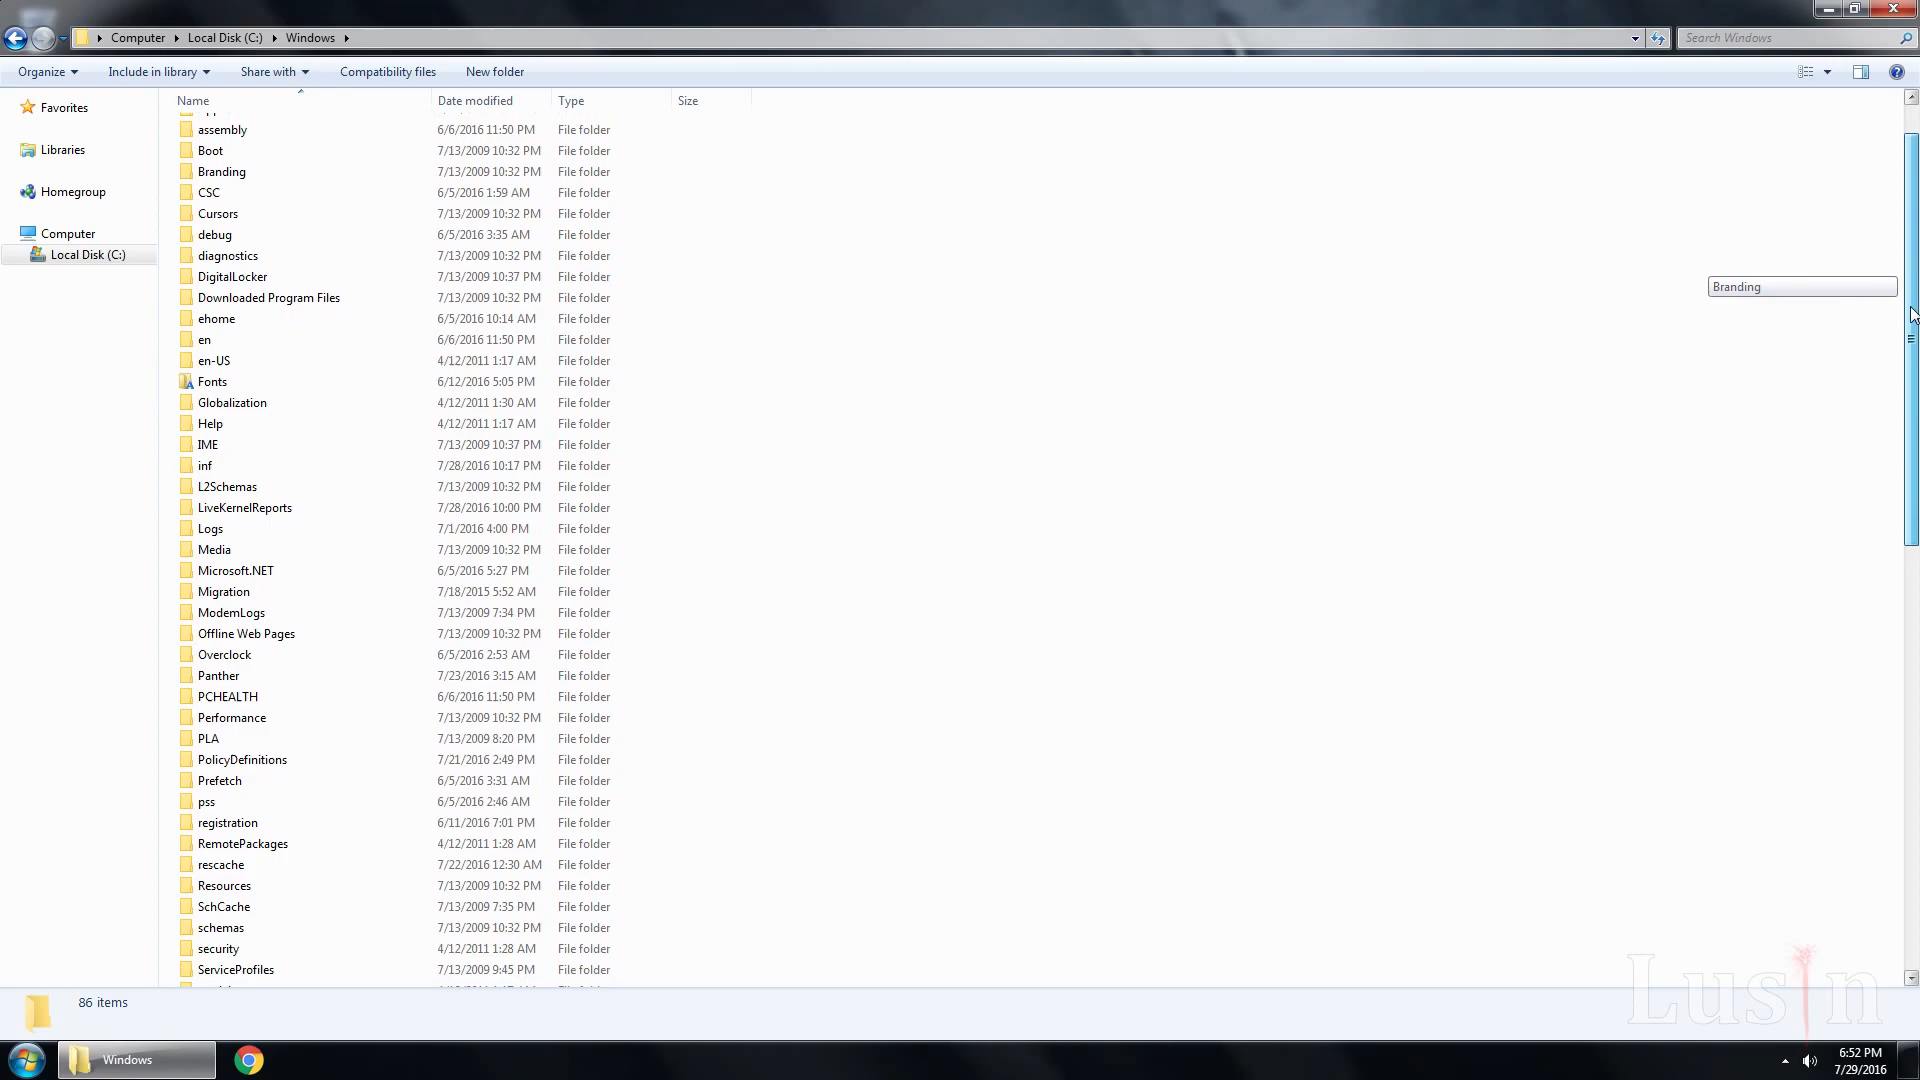 Computer Local Disk (C:) Windows
Search Windows
Organize Include in library Share with Compatibility files New folder
Name Date modified Type Size
Favorites
Libraries
Homegroup
Computer
Local Disk (C:)
assembly 6/6/2016 11:50 PM File folder
Boot 7/13/2009 10:32 PM File folder
Branding 7/13/2009 10:32 PM File folder
CSC 6/5/2016 1:59 AM File folder
Cursors 7/13/2009 10:32 PM File folder
debug 6/5/2016 3:35 AM File folder
diagnostics 7/13/2009 10:32 PM File folder
DigitalLocker 7/13/2009 10:37 PM File folder
Downloaded Program Files 7/13/2009 10:32 PM File folder
ehome 6/5/2016 10:14 AM File folder
en 6/6/2016 11:50 PM File folder
en-US 4/12/2011 1:17 AM File folder
Fonts 6/12/2016 5:05 PM File folder
Globalization 4/12/2011 1:30 AM File folder
Help 4/12/2011 1:17 AM File folder
IME 7/13/2009 10:37 PM File folder
inf 7/28/2016 10:17 PM File folder
L2Schemas 7/13/2009 10:32 PM File folder
LiveKernelReports 7/28/2016 10:00 PM File folder
Logs 7/1/2016 4:00 PM File folder
Media 7/13/2009 10:32 PM File folder
Microsoft.NET 6/5/2016 5:27 PM File folder
Migration 7/18/2015 5:52 AM File folder
ModemLogs 7/13/2009 7:34 PM File folder
Offline Web Pages 7/13/2009 10:32 PM File folder
Overclock 6/5/2016 2:53 AM File folder
Panther 7/23/2016 3:15 AM File folder
PCHEALTH 6/6/2016 11:50 PM File folder
Performance 7/13/2009 10:32 PM File folder
PLA 7/13/2009 8:20 PM File folder
PolicyDefinitions 7/21/2016 2:49 PM File folder
Prefetch 6/5/2016 3:31 AM File folder
pss 6/5/2016 2:46 AM File folder
registration 6/11/2016 7:01 PM File folder
RemotePackages 4/12/2011 1:28 AM File folder
rescache 7/22/2016 12:30 AM File folder
Resources 7/13/2009 10:32 PM File folder
SchCache 7/13/2009 7:35 PM File folder
schemas 7/13/2009 10:32 PM File folder
security 4/12/2011 1:28 AM File folder
ServiceProfiles 7/13/2009 9:45 PM File folder
Branding
86 items
Lusin
Windows
6:52 PM
7/29/2016